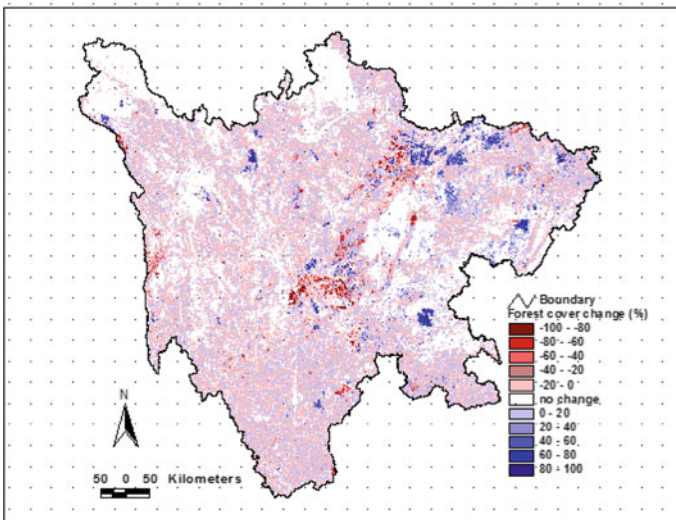 Boundary
Forest cover change (%)
-100 - -80
-80 - -60
-60 - -40
-40 - -20
-20 - 0
no change
0 - 20
20 - 40
40 - 60
60 - 80
80 - 100
N
50 0 50 Kilometers